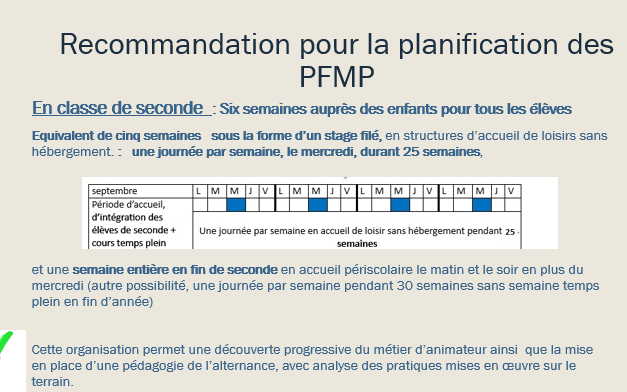 Recommandation pour la planification des
PFMP
En classe de seconde : Six semaines auprès des enfants pour tous les élèves
Equivalent de cinq semaines sous la forme d'un stage filé, en structures d'accueil de loisirs sans
hébergement. : une journée par semaine, le mercredi, durant 25 semaines,
septembre L M M J V L M M J V L M M J V L M M J V
Période d'accueil,
d'intégration des
élèves de seconde +
cours temps plein
Une journée par semaine en accueil de loisir sans hébergement pendant 25
semaines
et une semaine entière en fin de seconde en accueil périscolaire le matin et le soir en plus du
mercredi (autre possibilité, une journée par semaine pendant 30 semaines sans semaine temps
plein en fin d'année)
Cette organisation permet une découverte progressive du métier d'animateur ainsi que la mise
en place d'une pédagogie de l'alternance, avec analyse des pratiques mises en œuvre sur le
terrain.